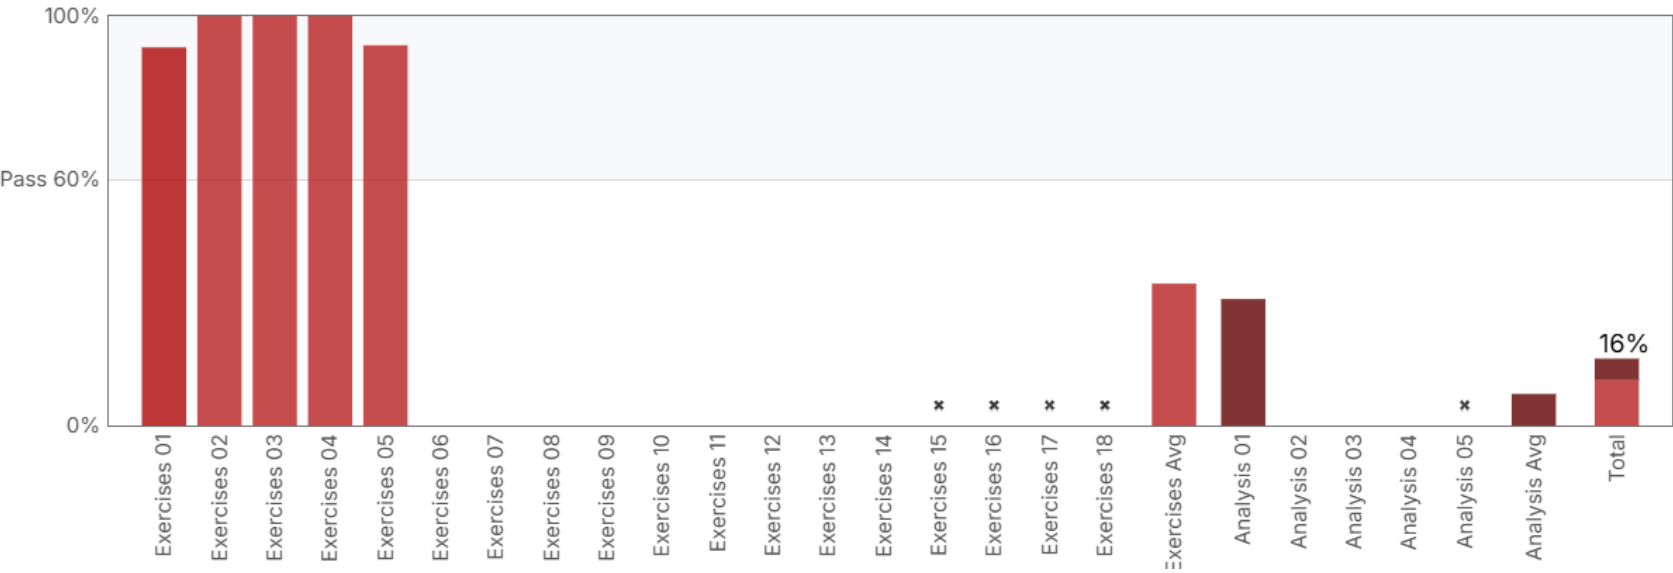 100%
Pass 60%
0%
16%
Exercises 01
Exercises 02
Exercises 03
Exercises 04
Exercises 05
Exercises 06
Exercises 07
Exercises 08
Exercises 09
Exercises 10
Exercises 11
Exercises 12
Exercises 13
Exercises 14
Exercises 15
Exercises 16
Exercises 17
Exercises 18
Exercises Avg
Analysis 01
Analysis 02
Analysis 03
Analysis 04
Analysis 05
Analysis Avg
Total